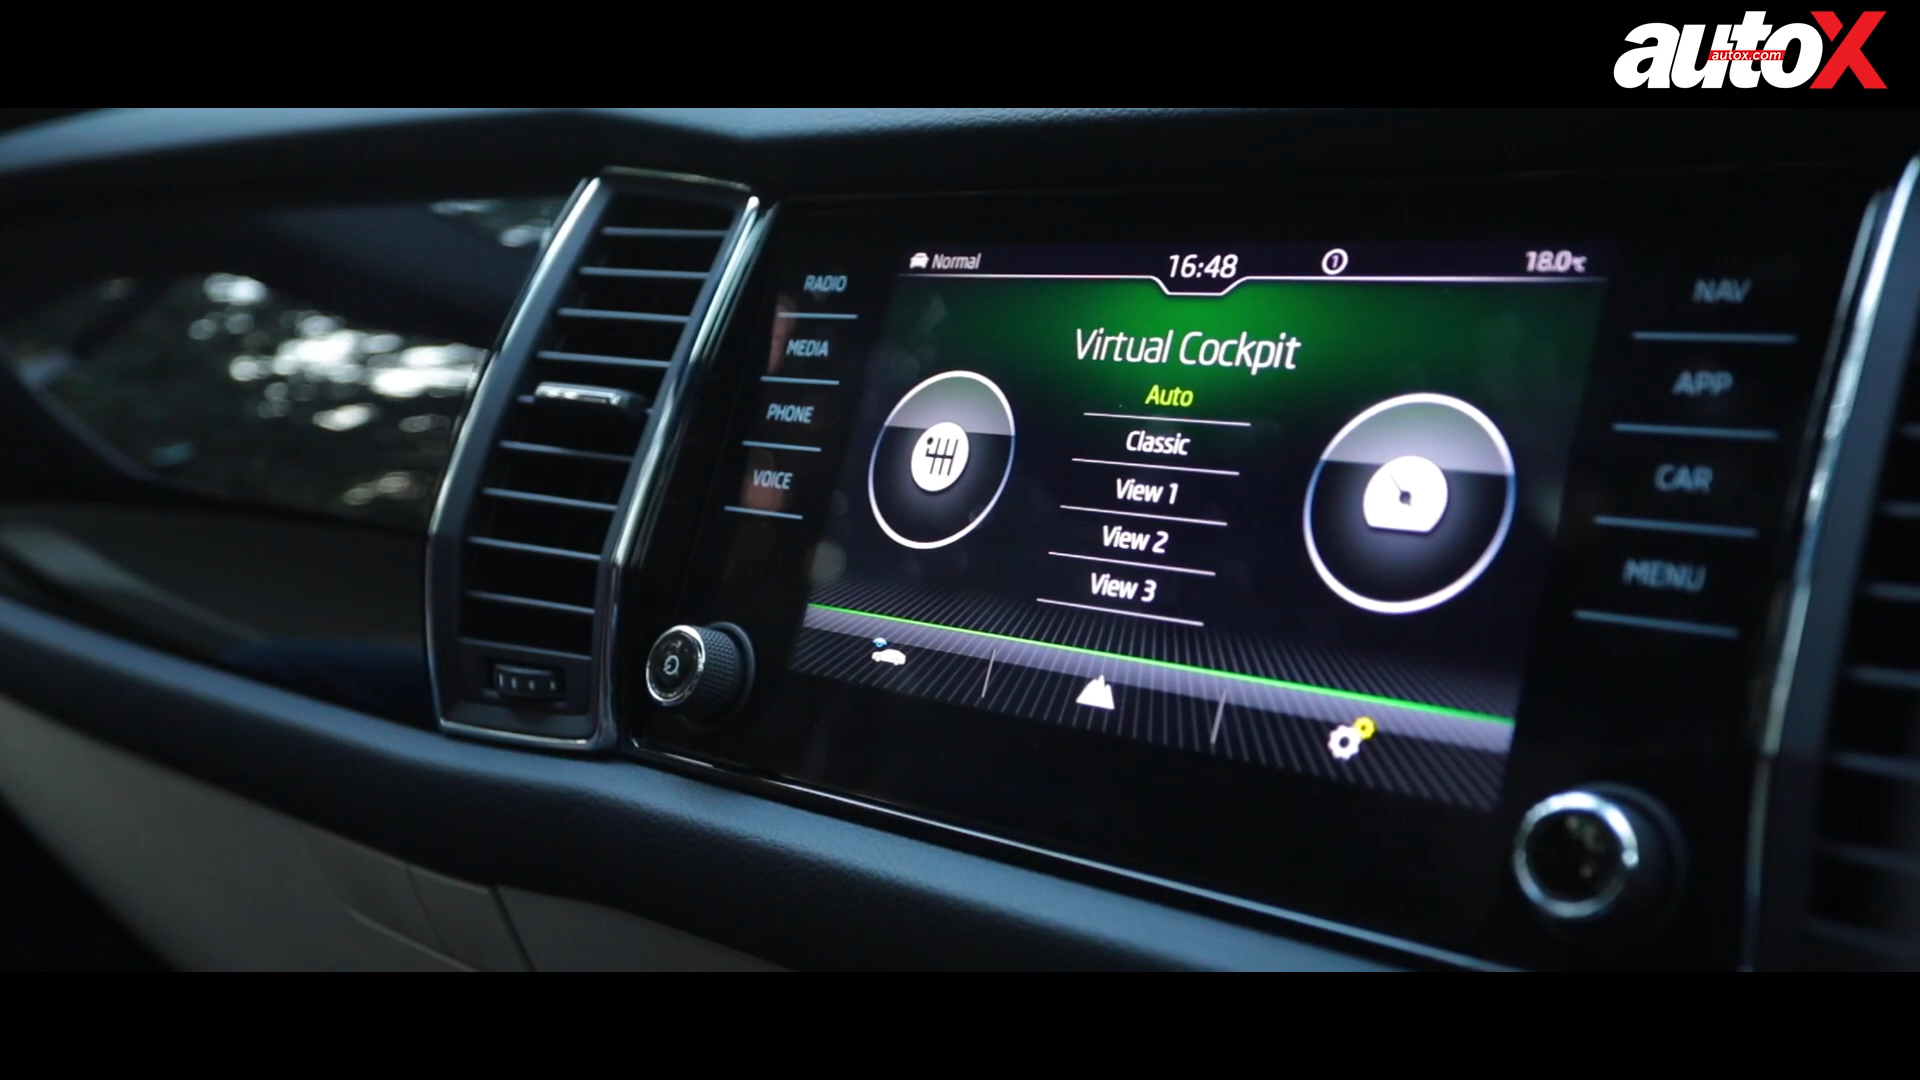 autoX
autox.com
Normal
16:48
1
18.0°C
RADIO
MEDIA
PHONE
VOICE
Virtual Cockpit
Auto
Classic
View 1
View 2
View 3
NAV
APP
CAR
MENU